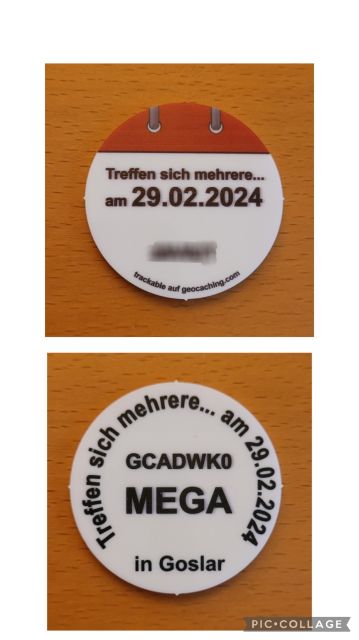 Treffen sich mehrere...
am 29.02.2024
trackable auf geocaching.com
Treffen sich mehrere... am 29.02.2024
GCADWK0
MEGA
in Goslar
PIC•COLLAGE